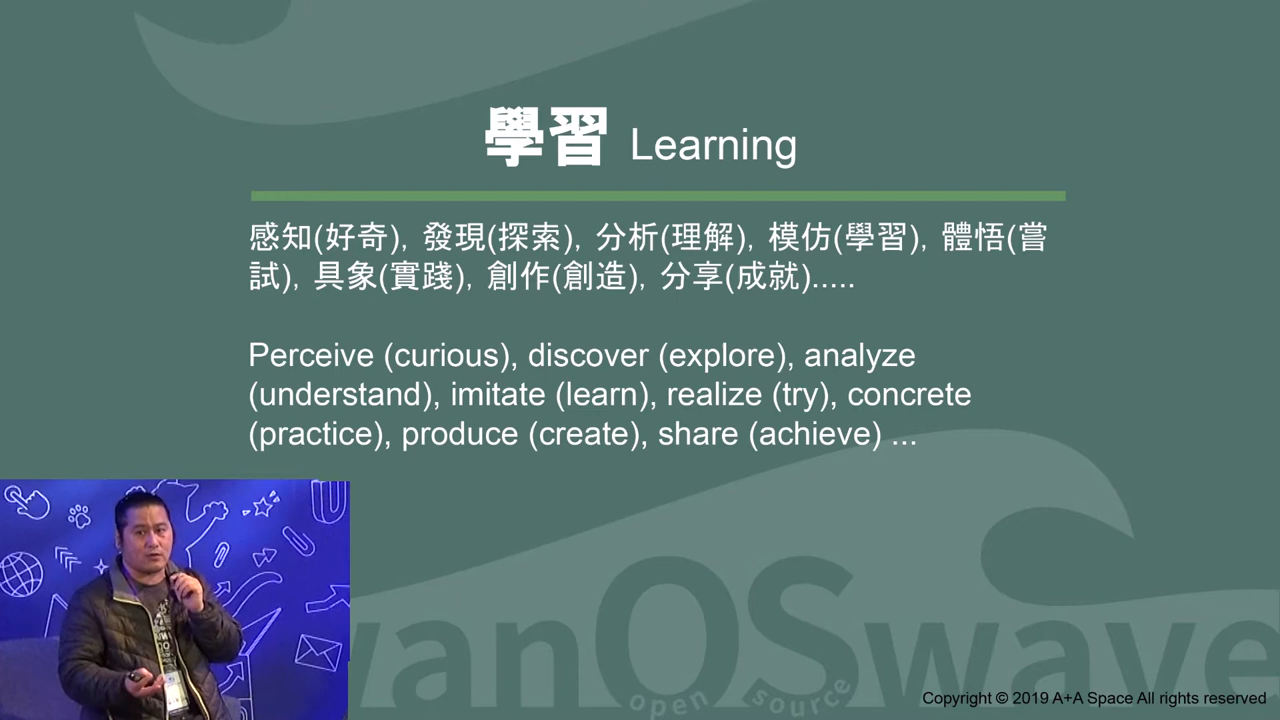 學習 Learning
感知(好奇), 發現(探索), 分析(理解), 模仿(學習), 體悟(嘗
試), 具象(實踐), 創作(創造), 分享(成就).....
Perceive (curious), discover (explore), analyze
(understand), imitate (learn), realize (try), concrete
(practice), produce (create), share (achieve) ...
wanOSwave
open source
Copyright © 2019 A+A Space All rights reserved